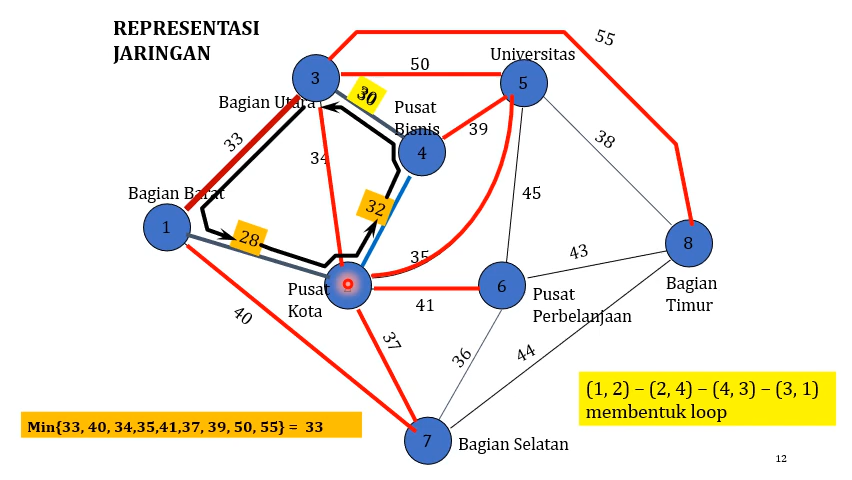 REPRESENTASI
JARINGAN
55
Universitas
50
3
5
30
Bagian Utara
Pusat
Bisnis
39
38
33
34
4
Bagian Barat
45
32
1
28
8
35
43
Pusat
Kota
6
Pusat
Perbelanjaan
Bagian
Timur
41
40
37
36
44
(1, 2) – (2, 4) – (4, 3) – (3, 1)
membentuk loop
Min{33, 40, 34,35,41,37, 39, 50, 55} = 33
7
Bagian Selatan
12